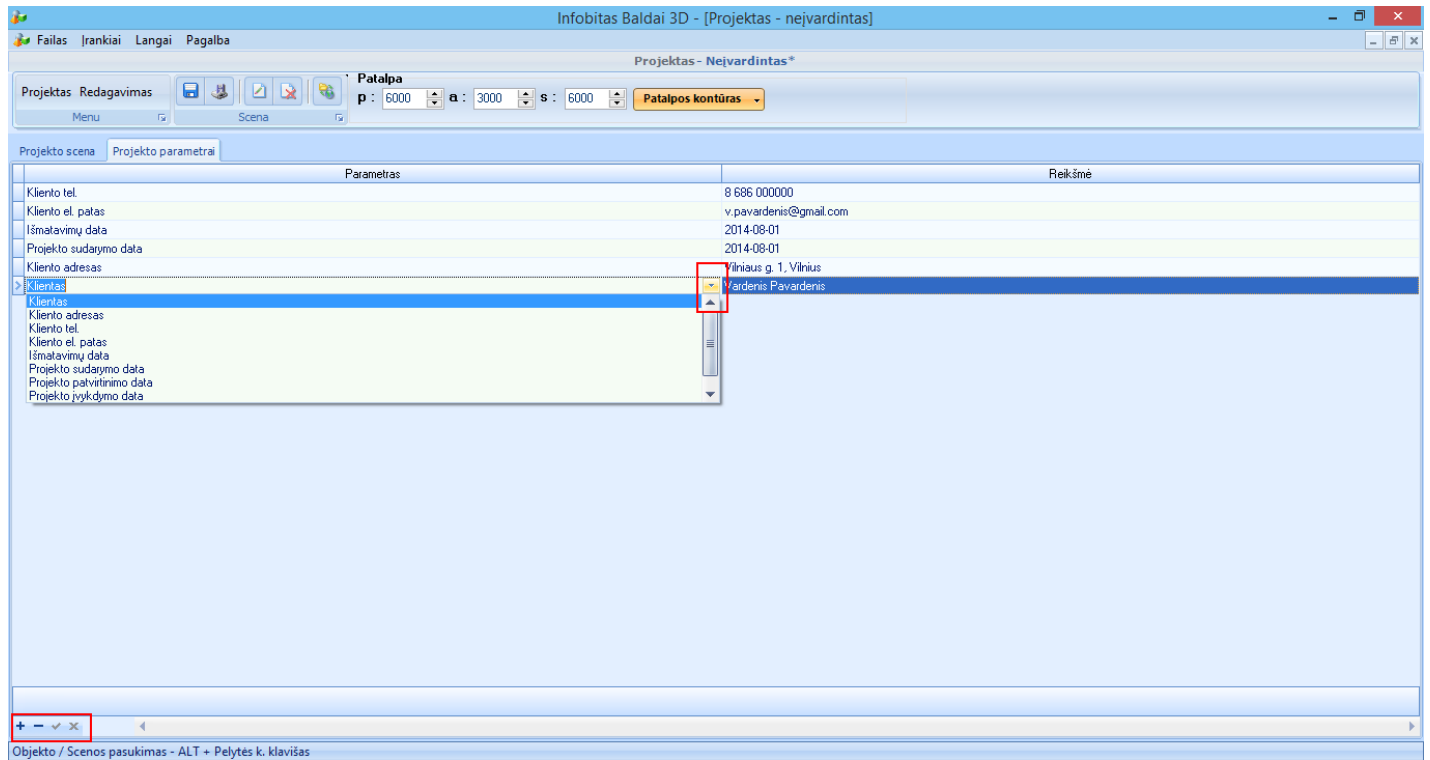 Infobitas Baldai 3D - [Projektas - neįvardintas]
Failas Įrankiai Langai Pagalba
Projektas - Neįvardintas*
Projektas Redagavimas
Menu
Scena
Patalpa
p : 6000 a : 3000 s : 6000 Patalpos kontūras
Projekto scena Projekto parametrai
Parametras Reikšmė
Kliento tel. 8 686 000000
Kliento el. patas v.pavardenis@gmail.com
Išmatavimų data 2014-08-01
Projekto sudarymo data 2014-08-01
Kliento adresas Vilniaus g. 1, Vilnius
Klientas Vardenis Pavardenis
Klientas
Kliento adresas
Kliento tel.
Kliento el. patas
Išmatavimų data
Projekto sudarymo data
Projekto patvirtinimo data
Projekto įvykdymo data
Objekto / Scenos pasukimas - ALT + Pelytės k. klavišas